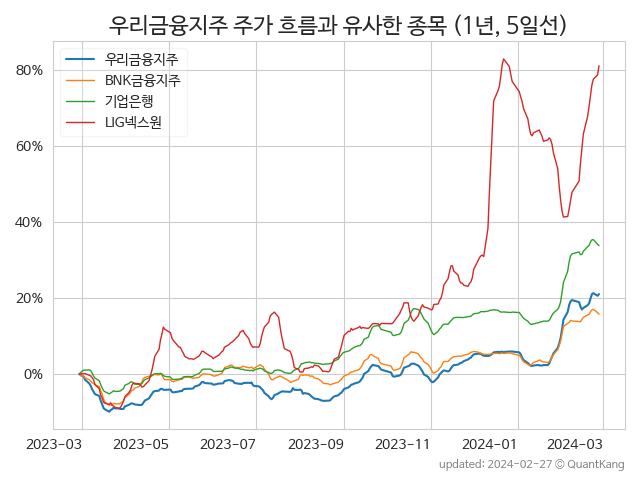 우리금융지주 주가 흐름과 유사한 종목 (1년, 5일선)
우리금융지주
BNK금융지주
기업은행
LIG넥스원
80%
60%
40%
20%
0%
2023-03 2023-05 2023-07 2023-09 2023-11 2024-01 2024-03
updated: 2024-02-27 © QuantKang